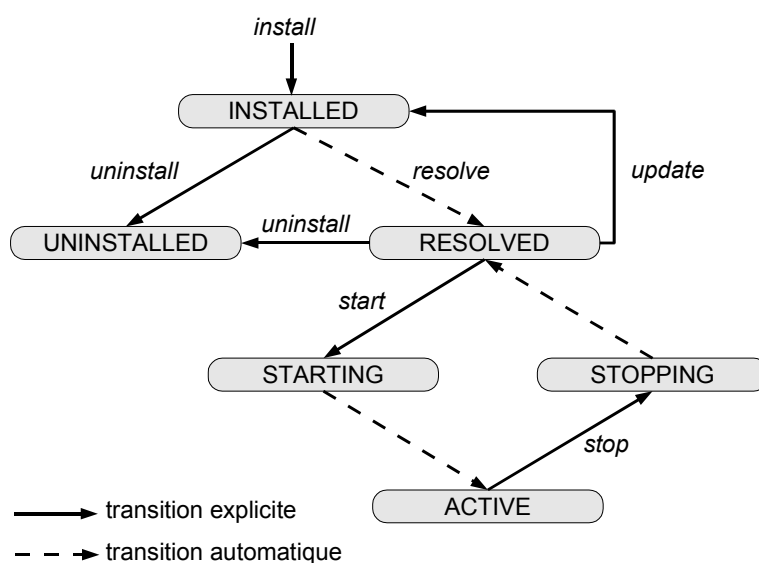 install
INSTALLED
uninstall
resolve
update
uninstall
UNINSTALLED
RESOLVED
start
STARTING
STOPPING
stop
ACTIVE
transition explicite
transition automatique